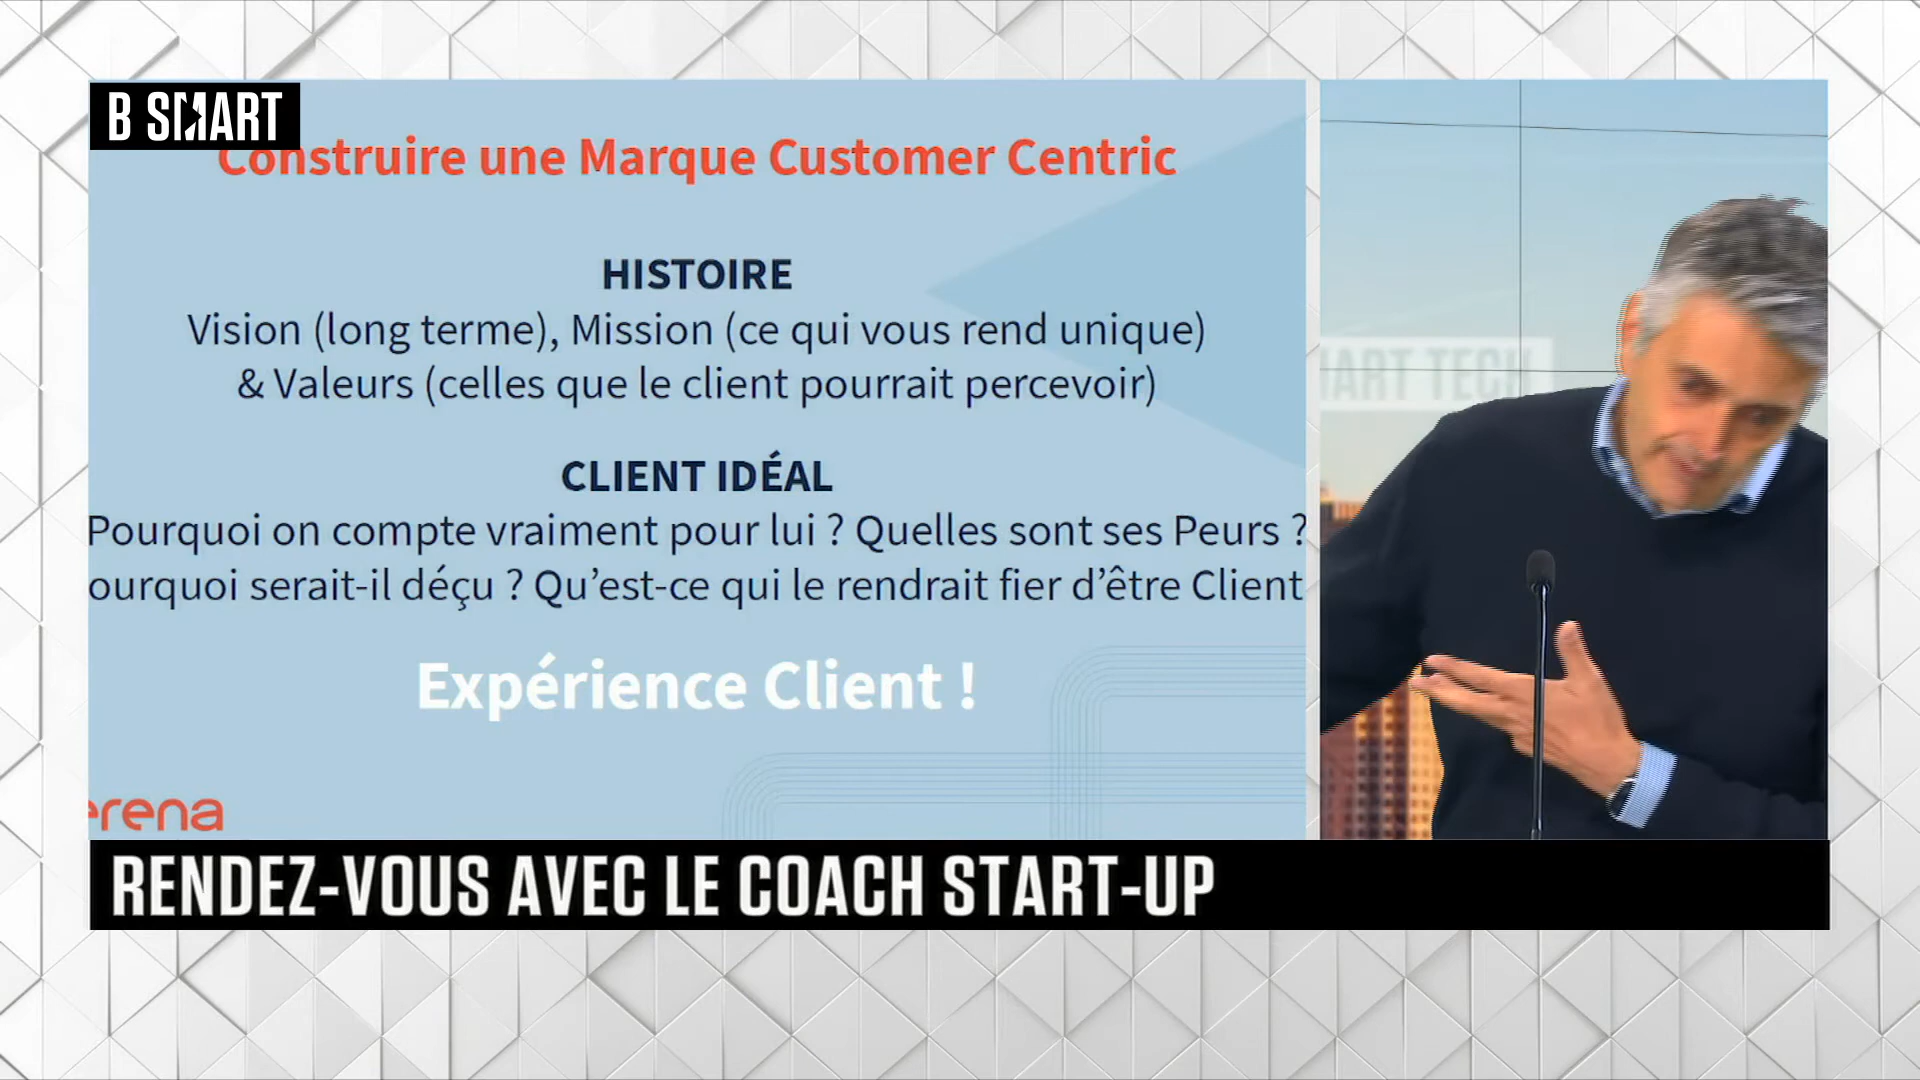 B SMART
Construire une Marque Customer Centric
HISTOIRE
Vision (long terme), Mission (ce qui vous rend unique)
& Valeurs (celles que le client pourrait percevoir)
CLIENT IDÉAL
Pourquoi on compte vraiment pour lui ? Quelles sont ses Peurs ?
ourquoi serait-il déçu ? Qu’est-ce qui le rendrait fier d’être Client
Expérience Client !
erena
MART TECH
RENDEZ-VOUS AVEC LE COACH START-UP